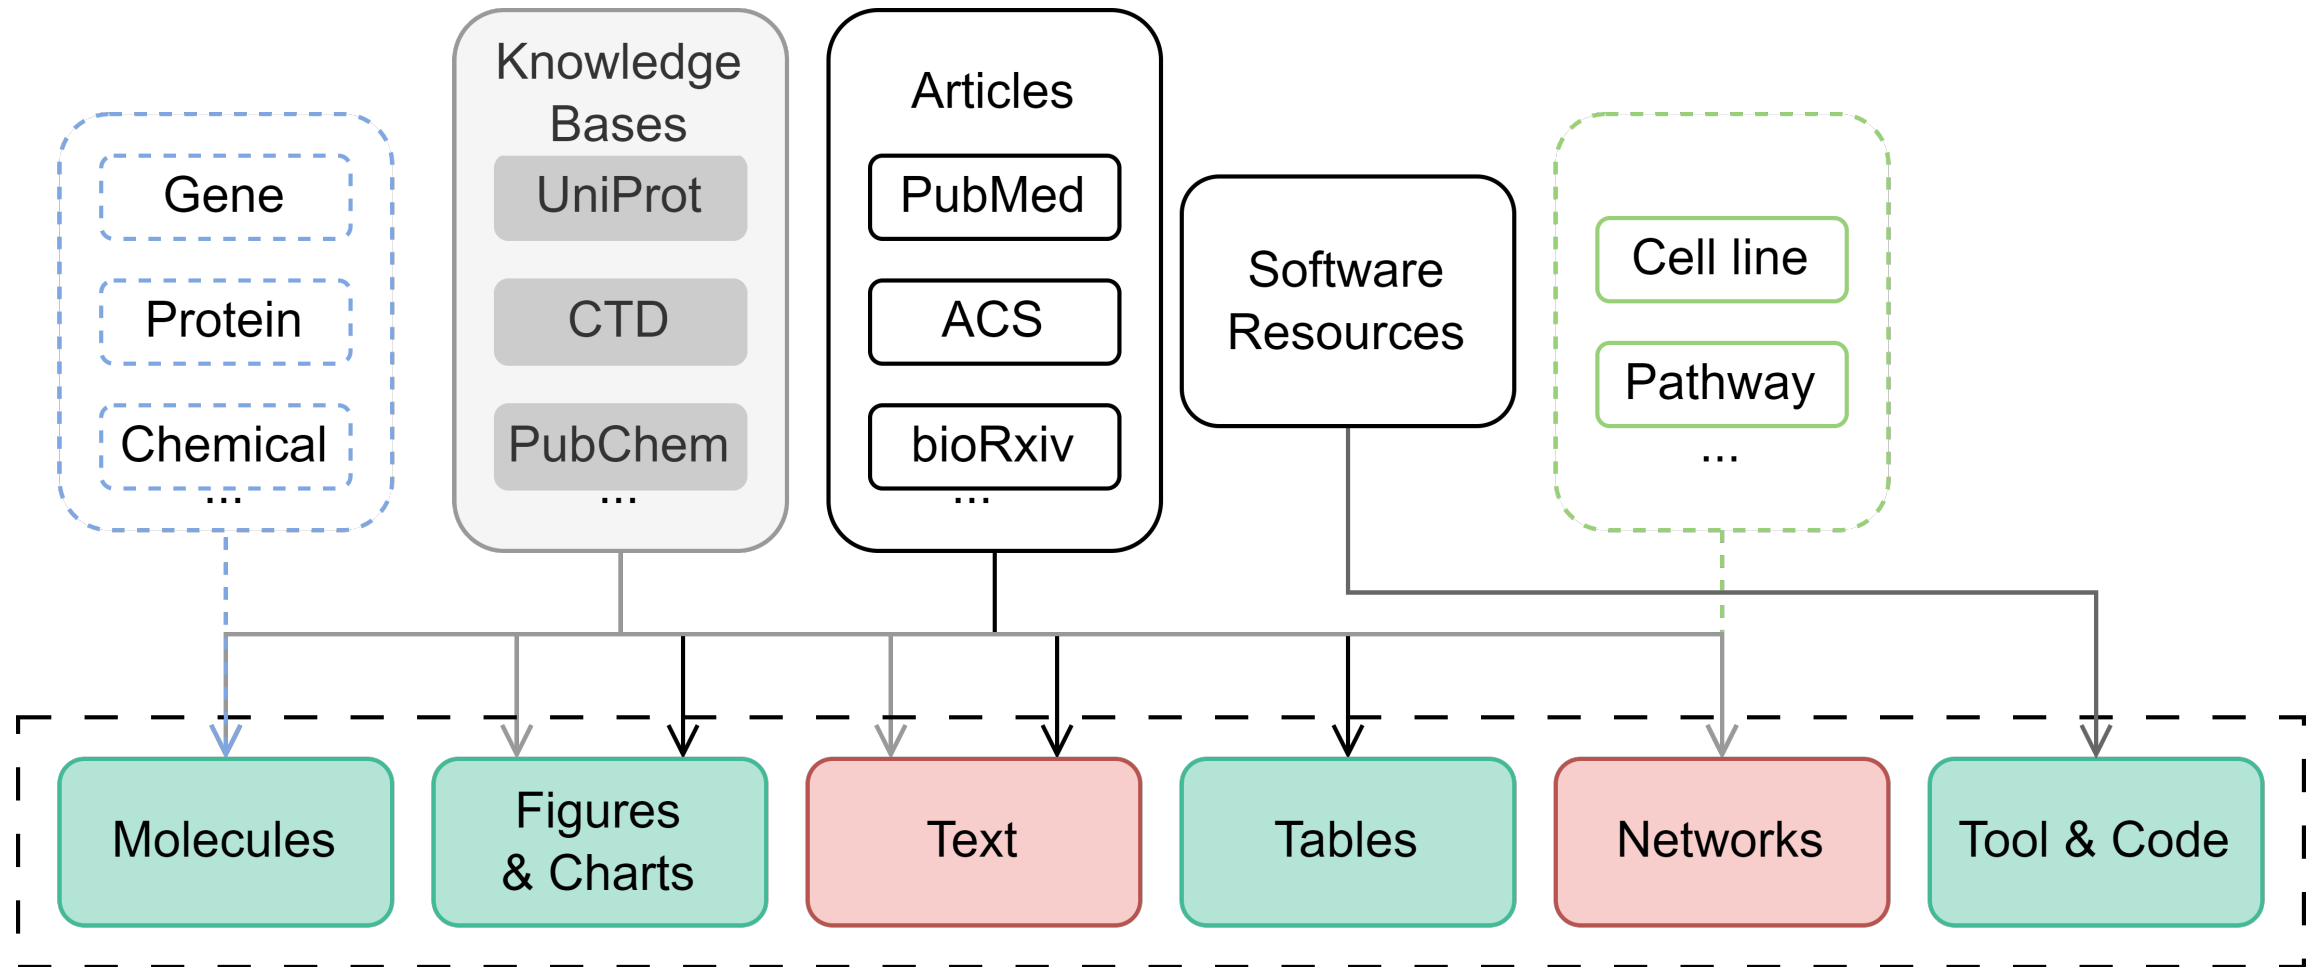 Gene
Protein
Chemical
...
Knowledge
Bases
UniProt
CTD
PubChem
...
Articles
PubMed
ACS
bioRxiv
...
Software
Resources
Cell line
Pathway
...
Molecules
Figures
& Charts
Text
Tables
Networks
Tool & Code